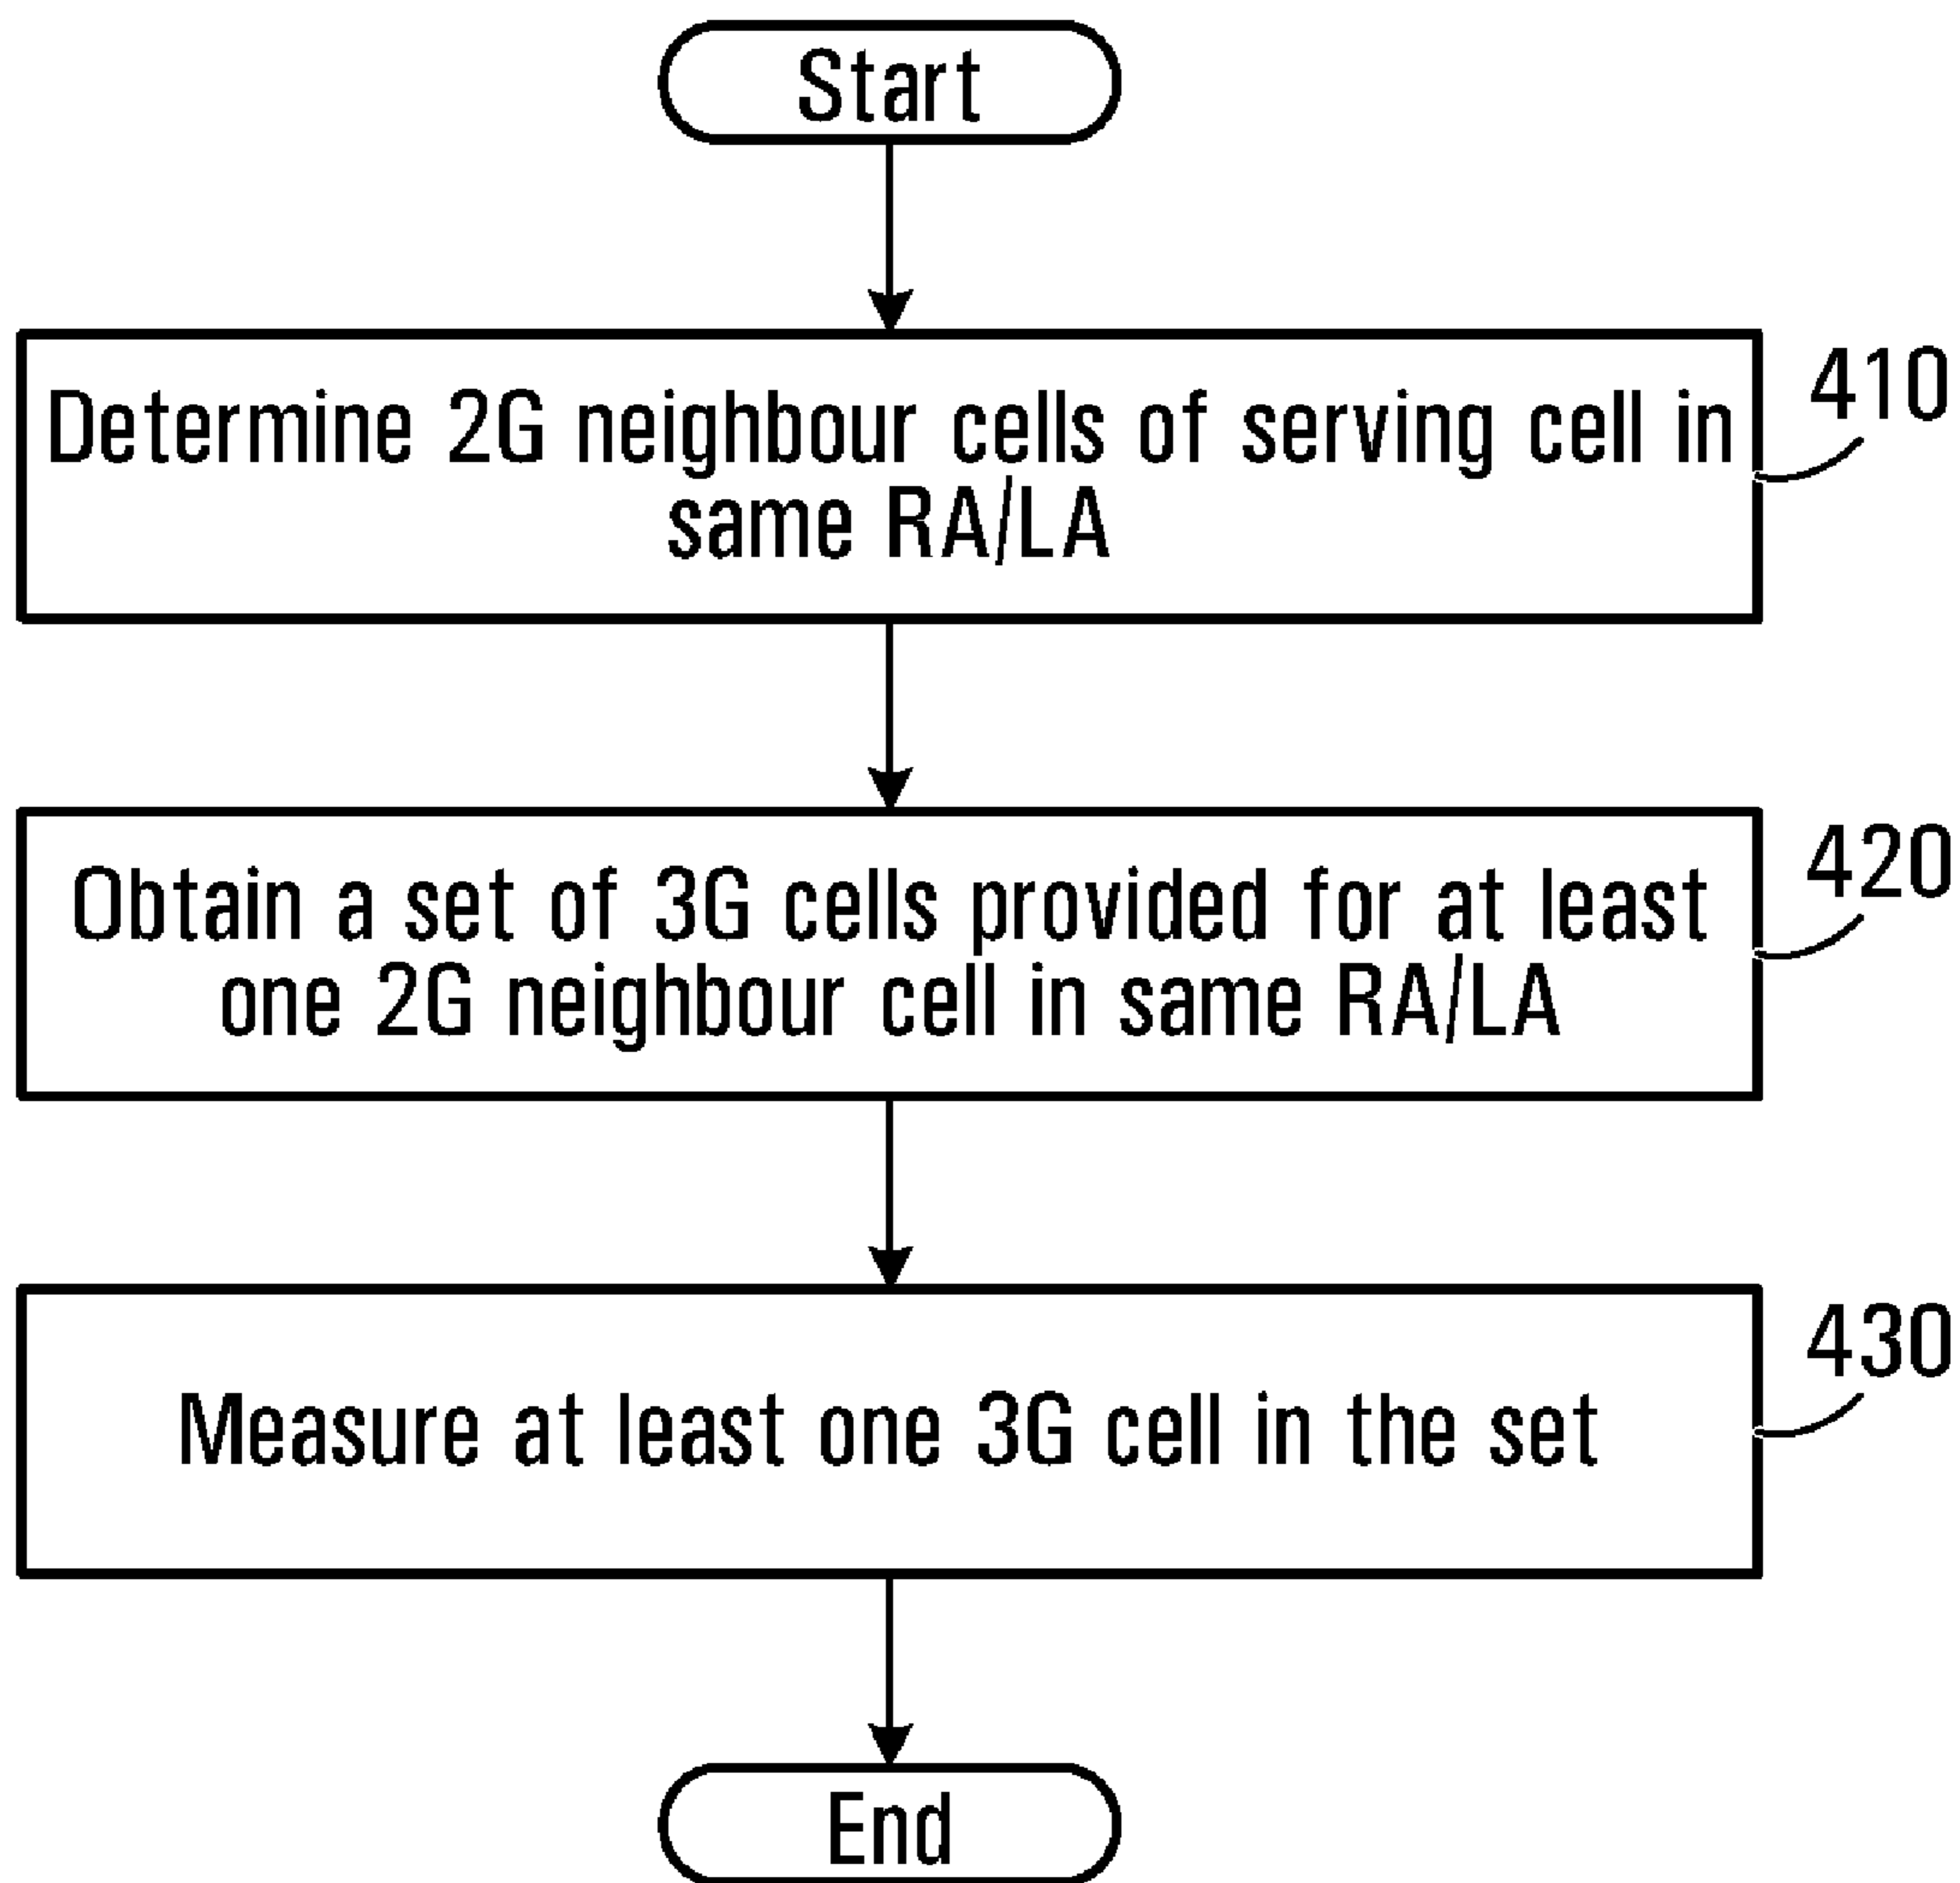 Start
Determine 2G neighbour cells of serving cell in
same RA/LA
410
Obtain a set of 3G cells provided for at least
one 2G neighbour cell in same RA/LA
420
Measure at least one 3G cell in the set
430
End